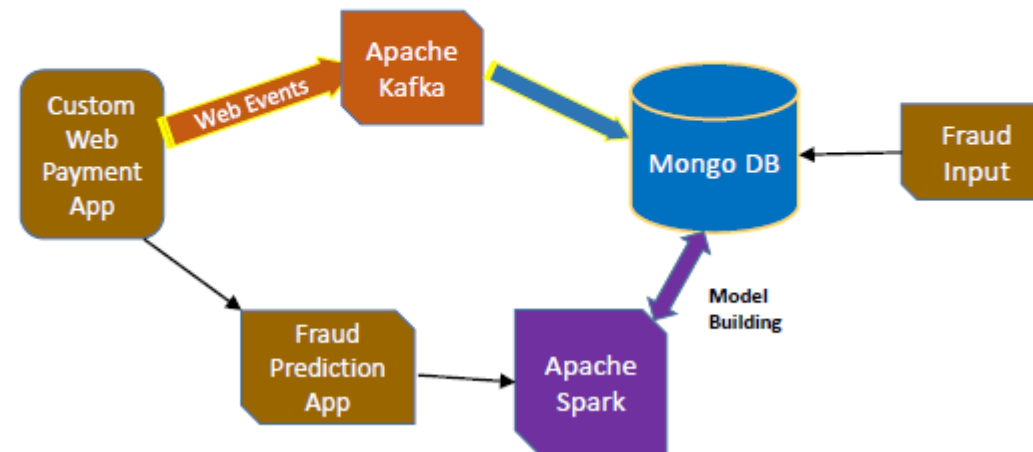 Custom
Web
Payment
App
Web Events
Apache
Kafka
Mongo DB
Fraud
Input
Model
Building
Fraud
Prediction
App
Apache
Spark